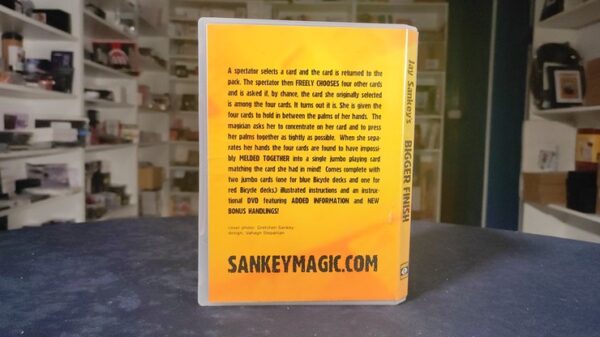 A spectator selects a card and the card is returned to the
pack. The spectator then FREELY CHOOSES four other cards
and is asked if, by chance, the card she originally selected
is among the four cards. It turns out it is. She is given the
four cards to hold in between the palms of her hands. The
magician asks her to concentrate on her card and to press
her palms together as tightly as possible. When she sepa-
rates her hands the four cards are found to have impossi-
bly MELDED TOGETHER into a single jumbo playing card
matching the card she had in mind! Comes complete with
two jumbo cards (one for blue Bicycle decks and one for
red Bicycle decks,) illustrated instructions and an instruc-
tional DVD featuring ADDED INFORMATION and NEW
BONUS HANDLINGS!
cover photo: Gretchen Sankey
design: Vahagn Stepanian
SANKEYMAGIC.COM
Jay Sankey's BIGGER FINISH